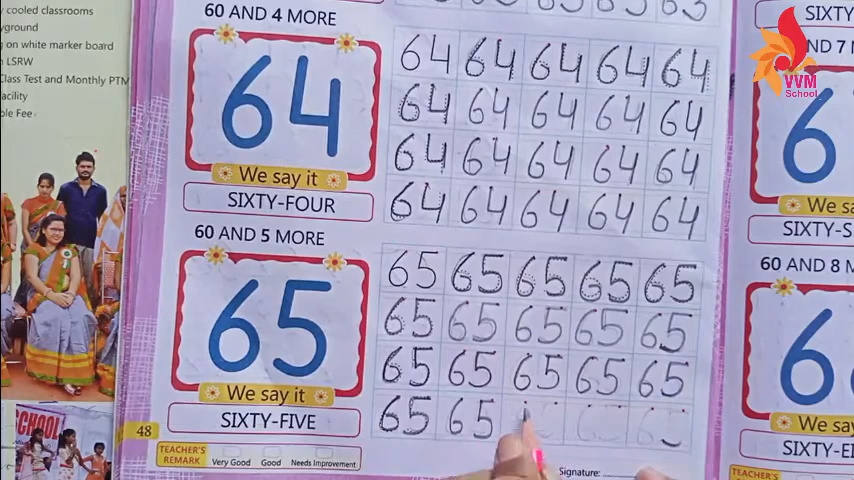 y cooled classrooms
yground
g on white marker board
LSRW
Class Test and Monthly PTM
acility
ble Fee
SCHOOL
60 AND 4 MORE
64
We say it
SIXTY-FOUR
64 64 64 64 64
64 64 64 64 64
64 64 64 64 64
64 64 64 64 64
60 AND 5 MORE
65
We say it
SIXTY-FIVE
65 65 65 65 65
65 65 65 65 65
65 65 65 65 65
65 65
48
TEACHER'S REMARK
Very Good Good Needs Improvement
Signature:
SIXTY
ND 7 M
VVM
School
6
We sa
SIXTY-S
60 AND 8 M
6
We
SIXTY-EI
TEACHER'S